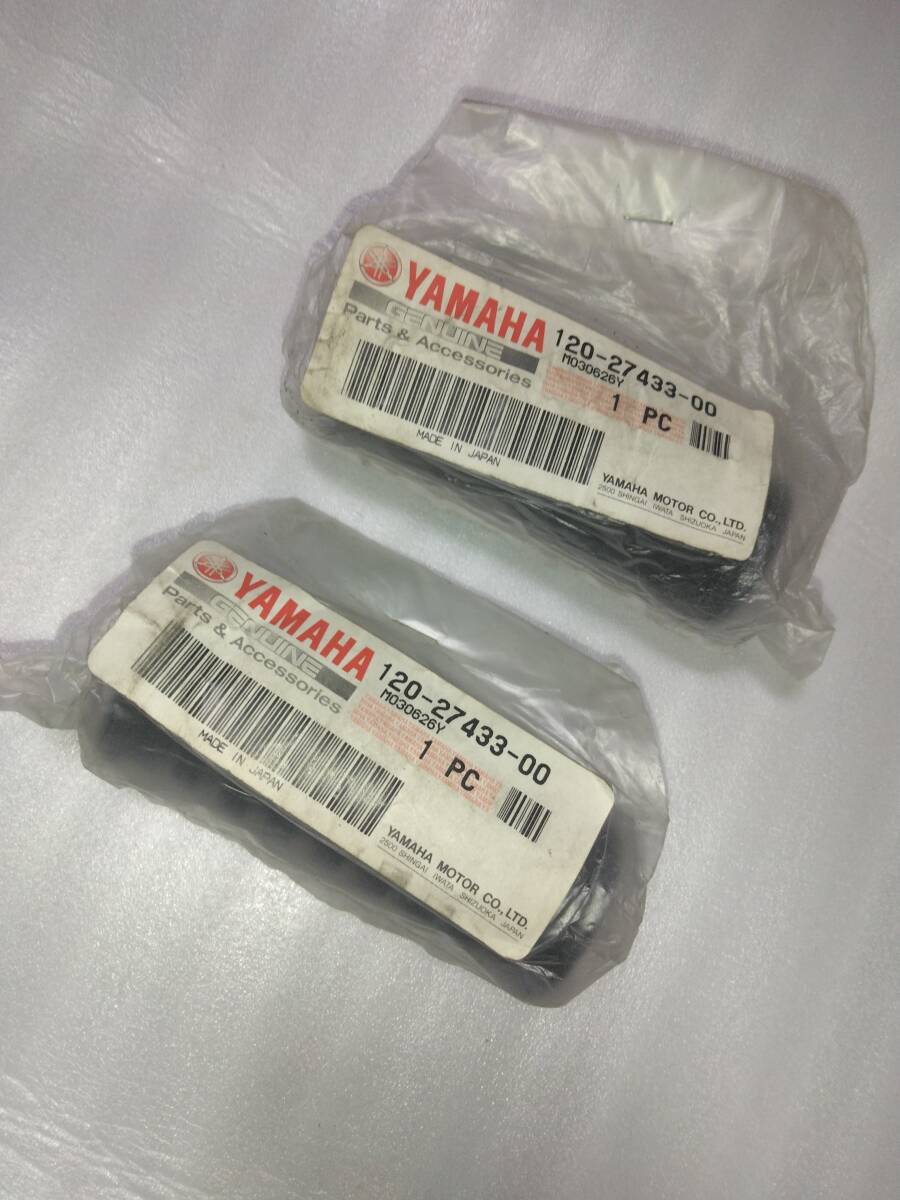 YAMAHA
GENUINE
Parts & Accessories
120-27433-00
M030626Y
1 PC
MADE IN JAPAN
YAMAHA MOTOR CO., LTD.
2500 SHINGAI IWATA SHIZUOKA JAPAN
YAMAHA
GENUINE
Parts & Accessories
120-27433-00
M030626Y
1 PC
MADE IN JAPAN
YAMAHA MOTOR CO., LTD.
2500 SHINGAI IWATA SHIZUOKA JAPAN